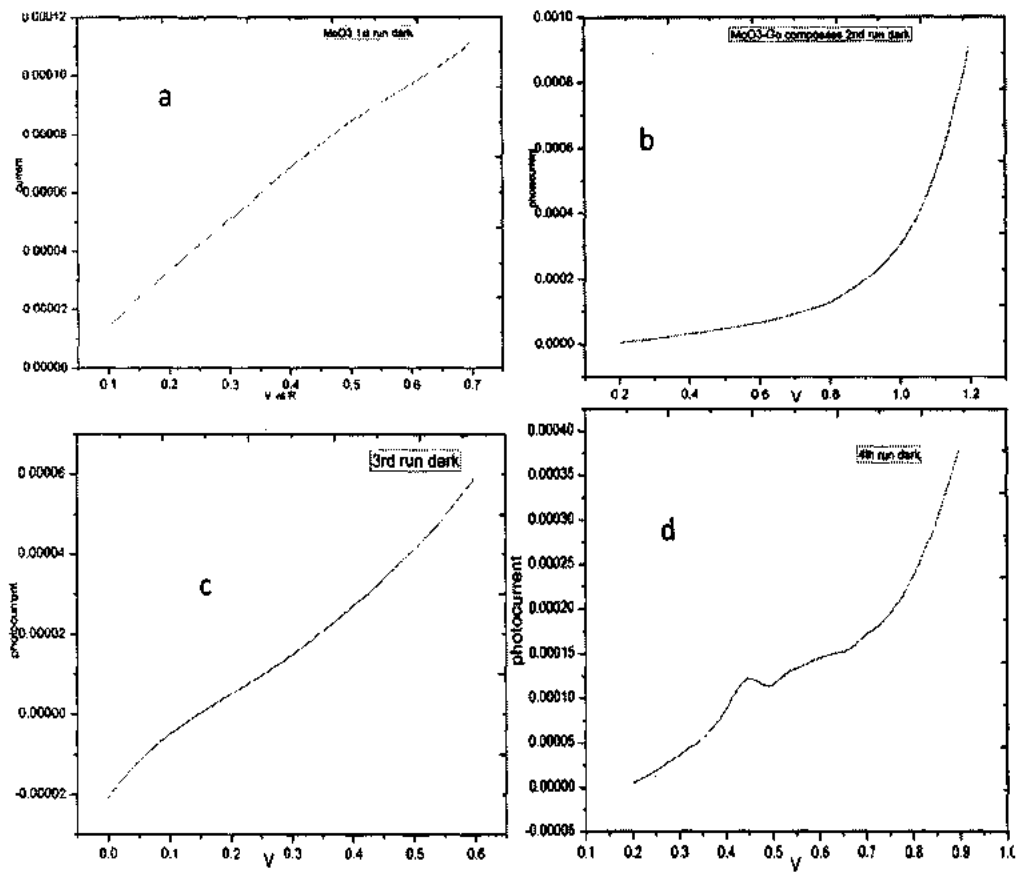 0.00012
MoO3 1st run dark
0.00010
a
0.00008
0.00006
0.00004
0.00002
0.00000
current
0.1 0.2 0.3 0.4 0.5 0.6 0.7
0.0010
MoO3-Go composites 2nd run dark
0.0008
b
0.0006
0.0004
0.0002
0.0000
photocurrent
0.2 0.4 0.6 0.8 1.0 1.2
V
3rd run dark
0.00006
0.00004
c
0.00002
0.00000
-0.00002
photocurrent
0.0 0.1 0.2 0.3 0.4 0.5 0.6
V
0.00040
4th run dark
0.00035
0.00030
d
0.00025
0.00020
0.00015
0.00010
0.00005
0.00000
-0.00005
photocurrent
0.1 0.2 0.3 0.4 0.5 0.6 0.7 0.8 0.9 1.0
V